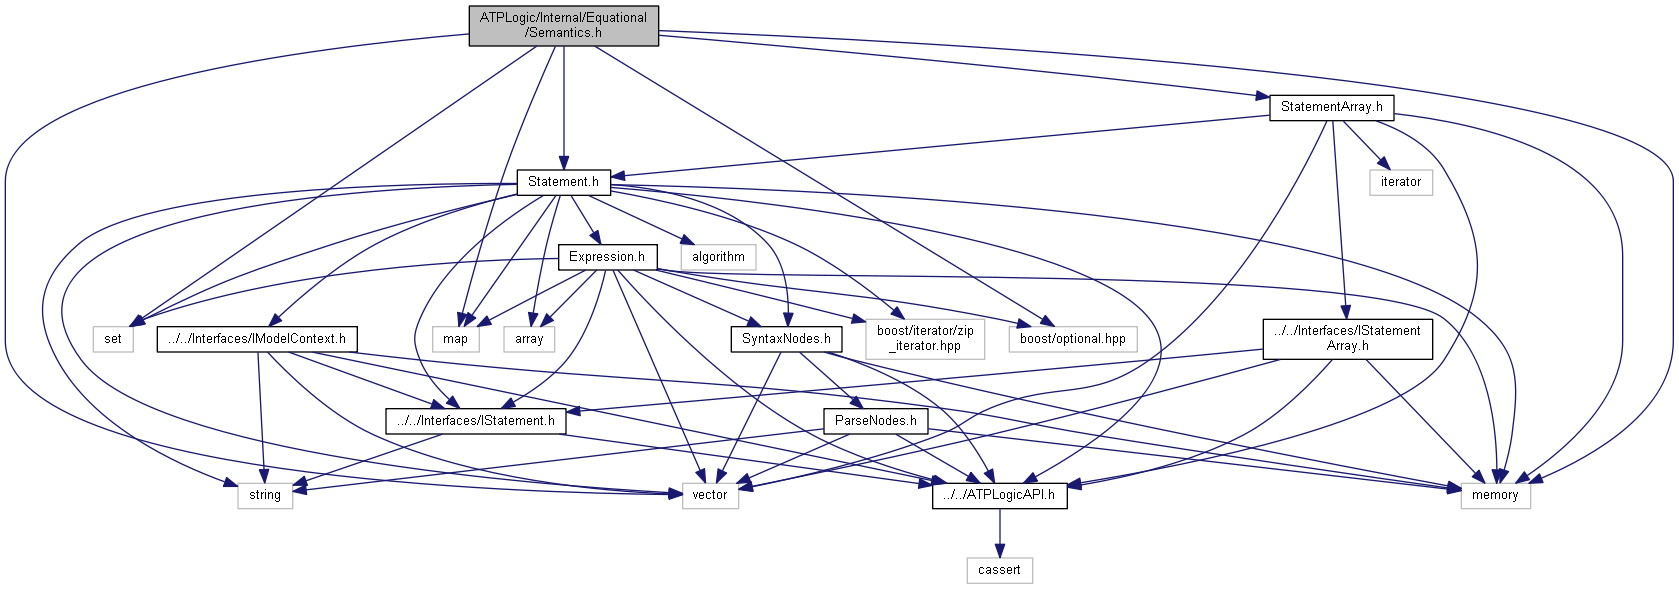 ATPLogic/Internal/Equational
/Semantics.h
StatementArray.h
Statement.h
iterator
Expression.h
algorithm
set
../../Interfaces/IModelContext.h
map
array
SyntaxNodes.h
boost/iterator/zip
_iterator.hpp
boost/optional.hpp
../../Interfaces/IStatement
Array.h
../../Interfaces/IStatement.h
ParseNodes.h
string
vector
../../ATPLogicAPI.h
memory
cassert